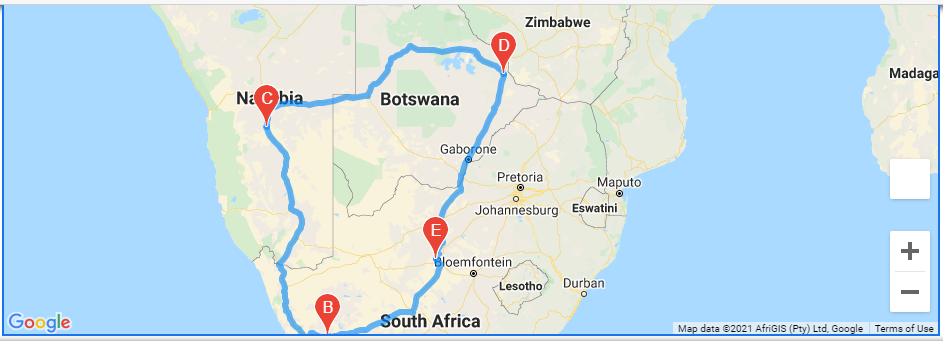 Zimbabwe
D
Madaga
Na bia
C
Botswana
Gaborone
Pretoria
Maputo
Johannesburg
Eswatini
E
Bloemfontein
Lesotho
Durban
B
South Africa
Google
Map data ©2021 AfriGIS (Pty) Ltd, Google
Terms of Use